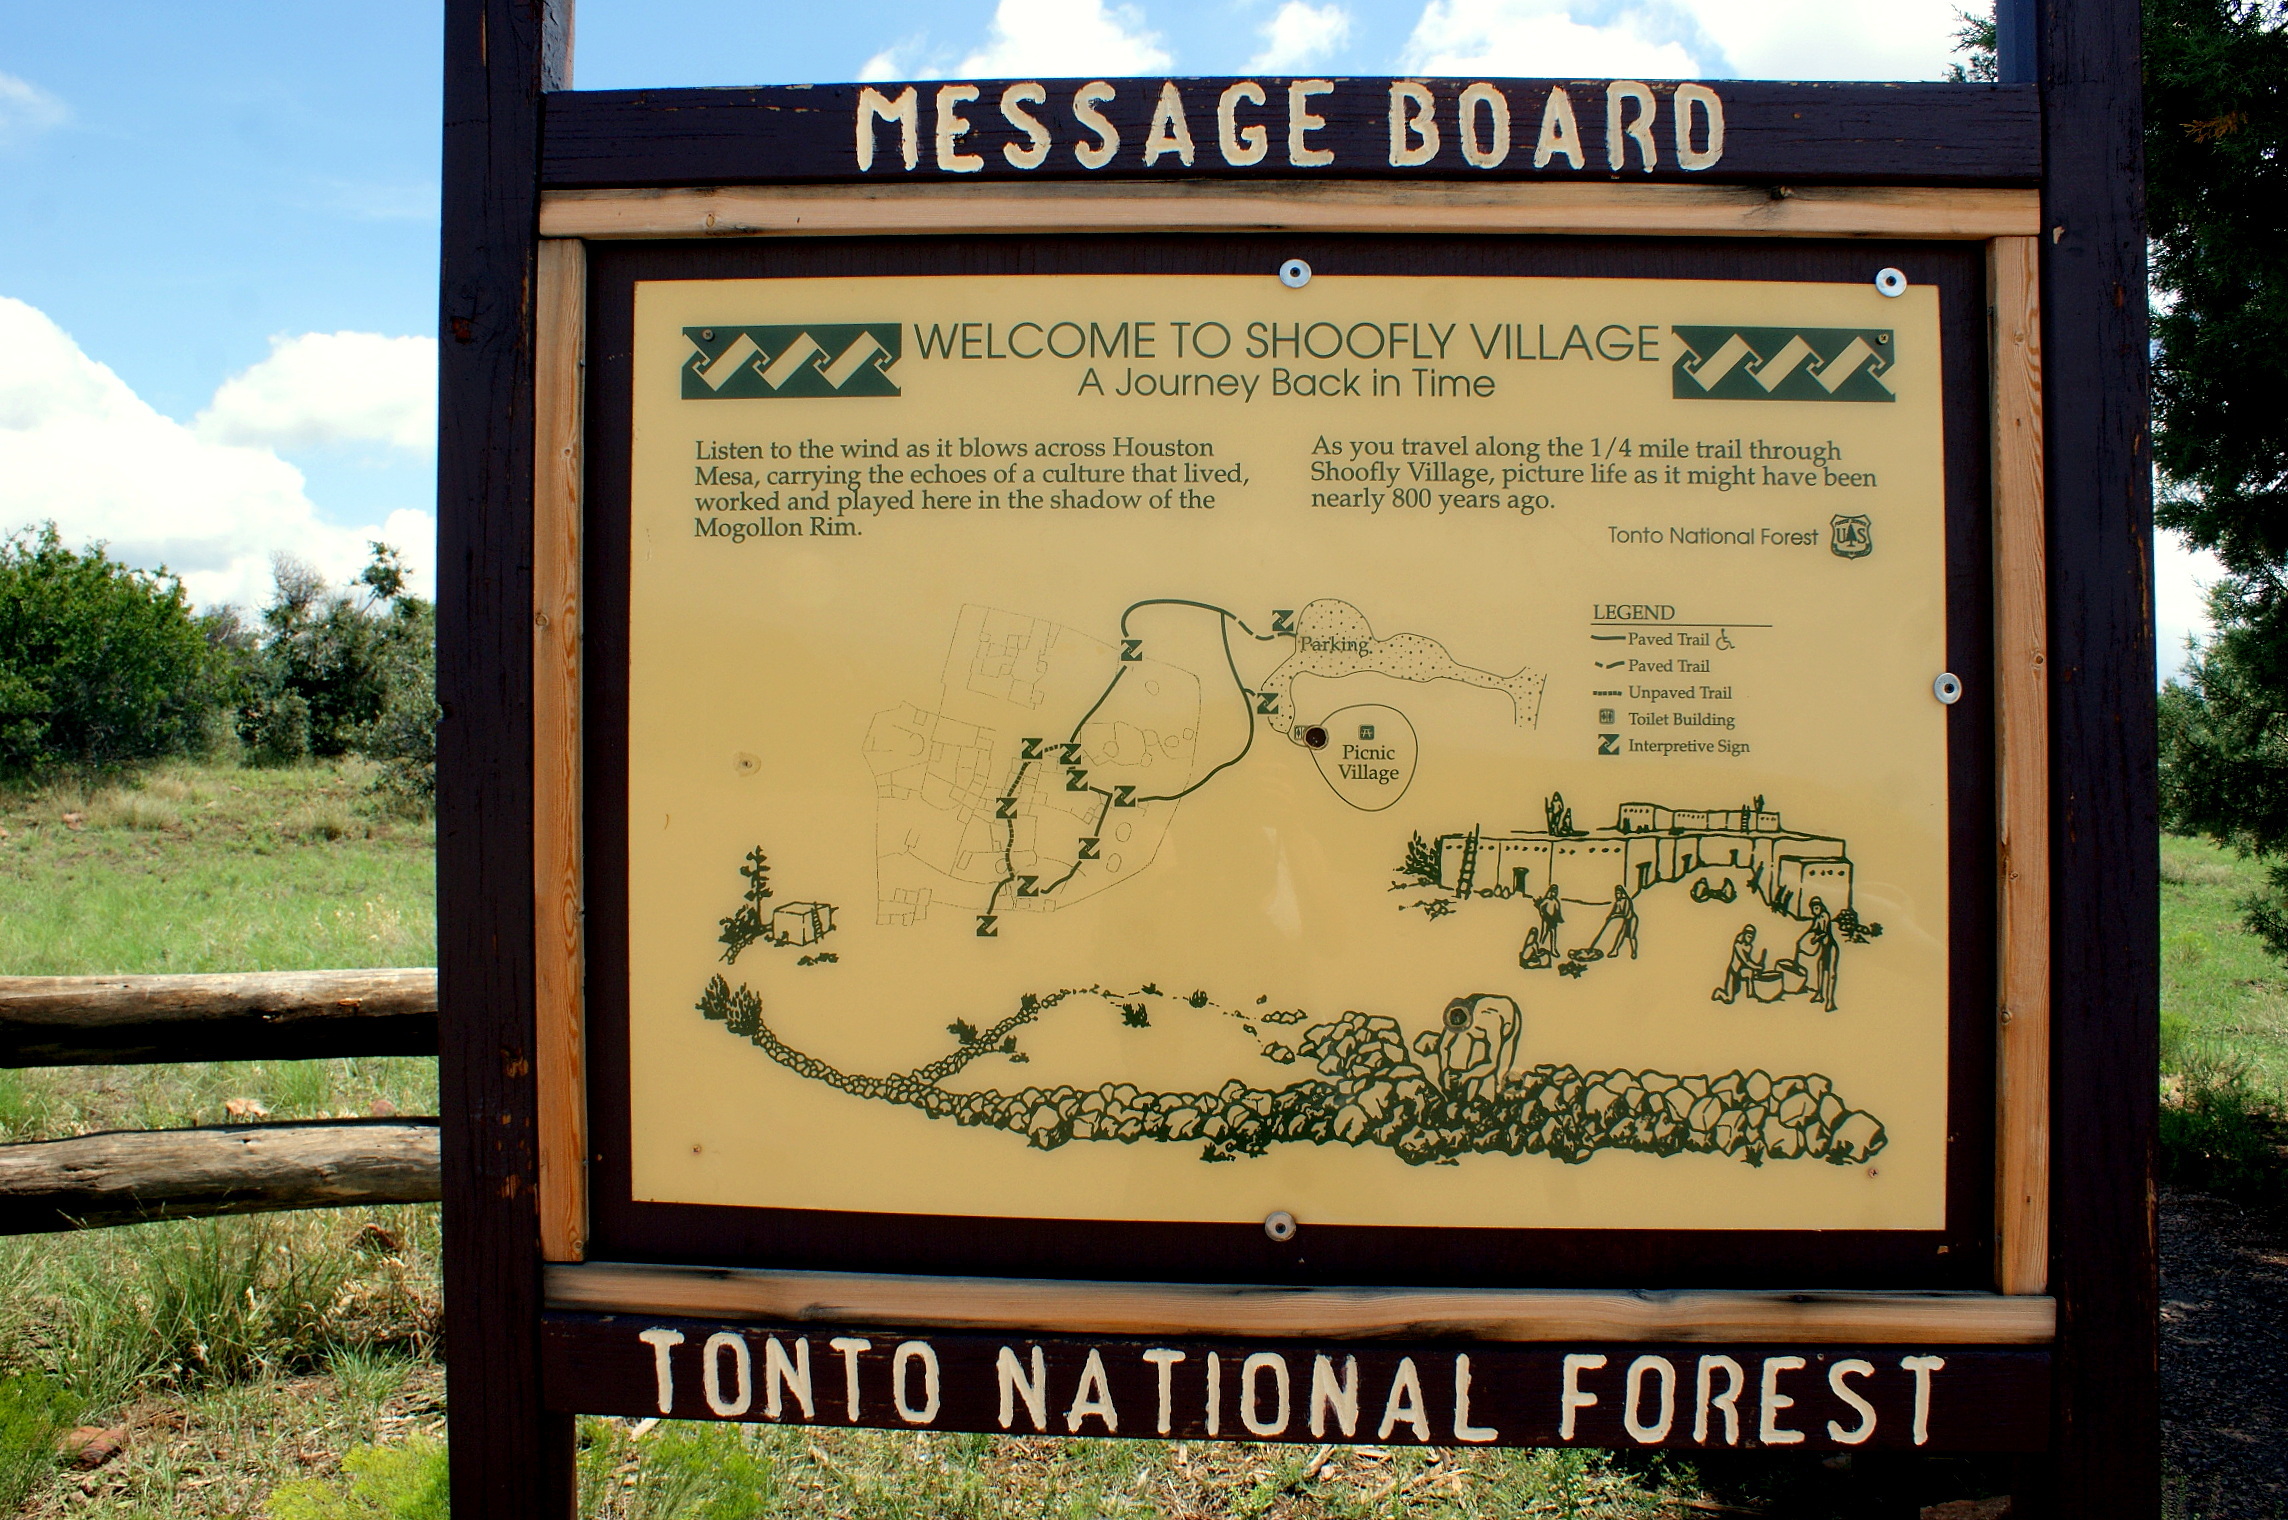 MESSAGE BOARD
WELCOME TO SHOOFLY VILLAGE
A Journey Back in Time
Listen to the wind as it blows across Houston
Mesa, carrying the echoes of a culture that lived,
worked and played here in the shadow of the
Mogollon Rim.
As you travel along the 1/4 mile trail through
Shoofly Village, picture life as it might have been
nearly 800 years ago.
Tonto National Forest
UAS
Parking
Picnic
Village
LEGEND
Paved Trail
Paved Trail
Unpaved Trail
Toilet Building
Interpretive Sign
TONTO NATIONAL FOREST